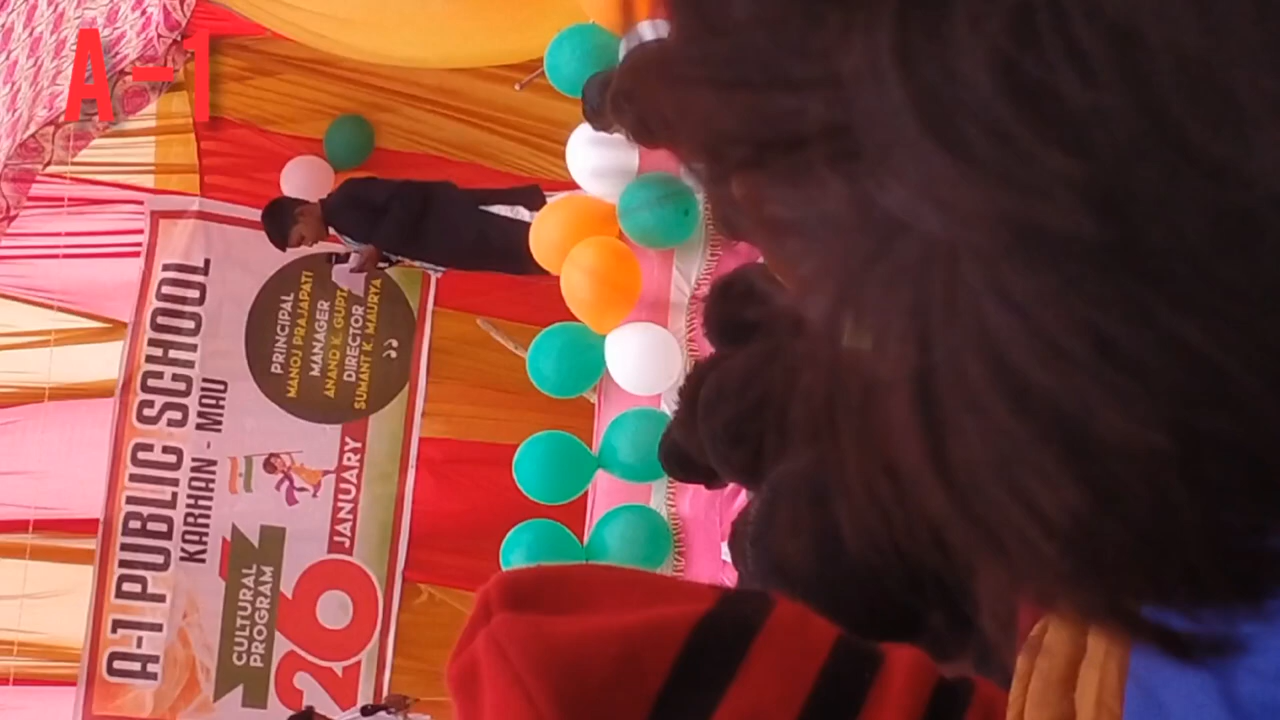 A-1
A-1 PUBLIC SCHOOL
KARHAN - MAU
CULTURAL
PROGRAM
26 JANUARY
PRINCIPAL
MANOJ PRAJAPATI
MANAGER
ANAND K. GUPTA
DIRECTOR
SUMANT K. MAURYA